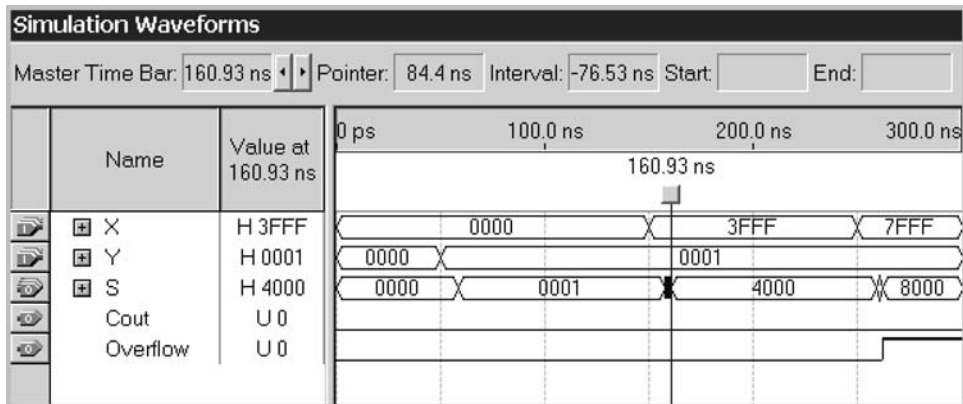 Simulation Waveforms
Master Time Bar: 160.93 ns Pointer: 84.4 ns Interval: -76.53 ns Start: End:
Name Value at 160.93 ns
0 ps 100.0 ns 200.0 ns 300.0 ns
160.93 ns
X H 3FFF 0000 3FFF 7FFF
Y H 0001 0000 0001
S H 4000 0000 0001 4000 8000
Cout U 0
Overflow U 0